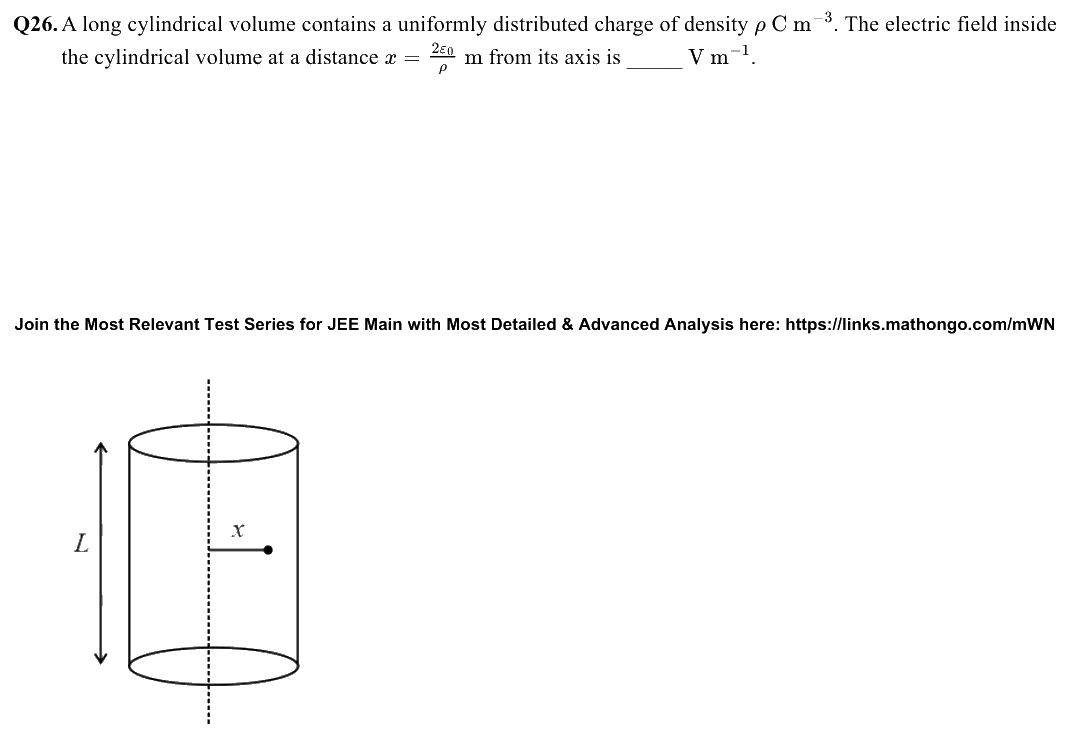 Q26. A long cylindrical volume contains a uniformly distributed charge of density ρ C m⁻³. The electric field inside
the cylindrical volume at a distance x = 2ε₀/ρ m from its axis is _____ V m⁻¹.
Join the Most Relevant Test Series for JEE Main with Most Detailed & Advanced Analysis here: https://links.mathongo.com/mWN
x
L